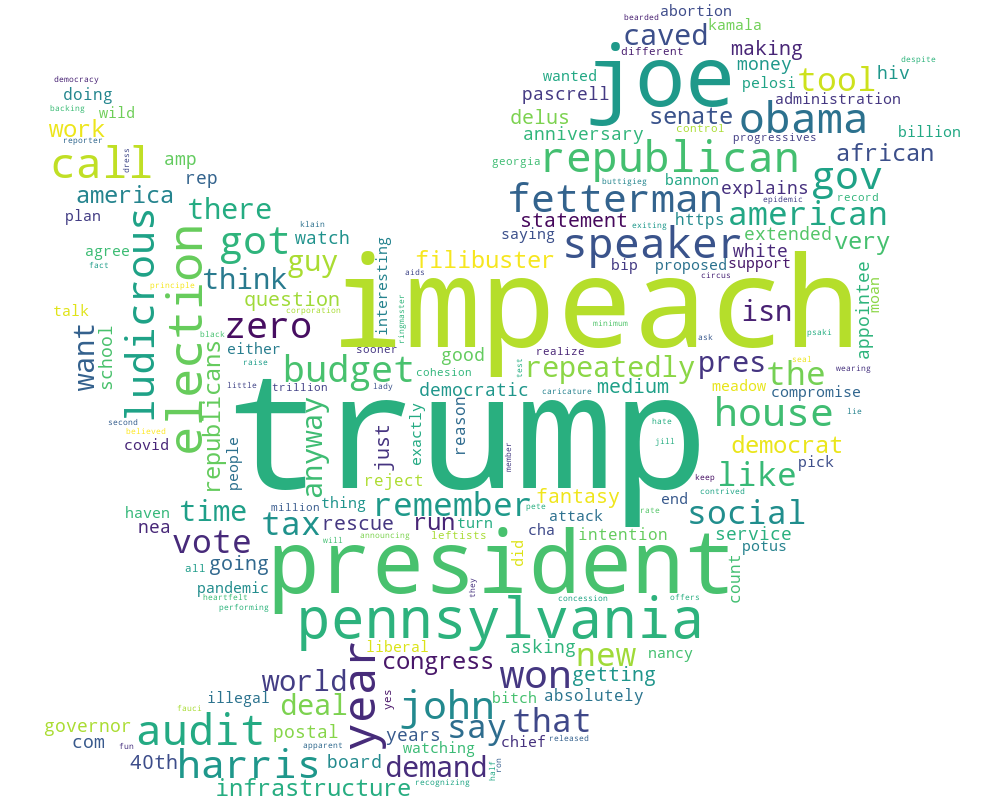 bearded
abortion
kamala
caved
different
making
joe
money
wanted
pelosi
tool
hiv
despite
democracy
doing
backing
wild
pascrell
administration
senate
obama
delus
anniversary
control
progressives
billion
work
reporter
dress
call
amp
rep
georgia
republican
african
buttigieg
bannon
explains
gov
epidemic
record
america
plan
there
fetterman
american
klain
statement
exiting
https
extended
very
agree
fact
got
watch
saying
speaker
white
bip
proposed
support
ludicrous
election
think
guy
filibuster
aids
circus
principle
question
interesting
impeach
appointee
moan
talk
corporation
ringmaster
minimum
isn
zero
black
ask
psaki
want
school
either
sooner
good
realize
raise
budget
cohesion
test
repeatedly
pres
the
seal
wearing
republicans
little
trillion
lady
democratic
caricature
medium
meadow
compromise
trump
house
lie
second
believed
anyway
just
exactly
reason
hate
democrat
covid
people
jill
member
like
pick
reject
keep
contrived
haven
million
thing
remember
pete
fantasy
rate
end
time
tax
rescue
run
turn
attack
social
nea
will
announcing
leftists
cha
intention
service
vote
did
potus
all
going
president
count
pandemic
heartfelt
they
concession
offers
performing
pennsylvania
year
liberal
asking
new
nancy
congress
world
won
getting
illegal
deal
yes
john
bitch
absolutely
fauci
governor
audit
postal
years
say
that
com
fun
apparent
watching
chief
released
40th
harris
board
demand
half
ron
infrastructure
recognizing